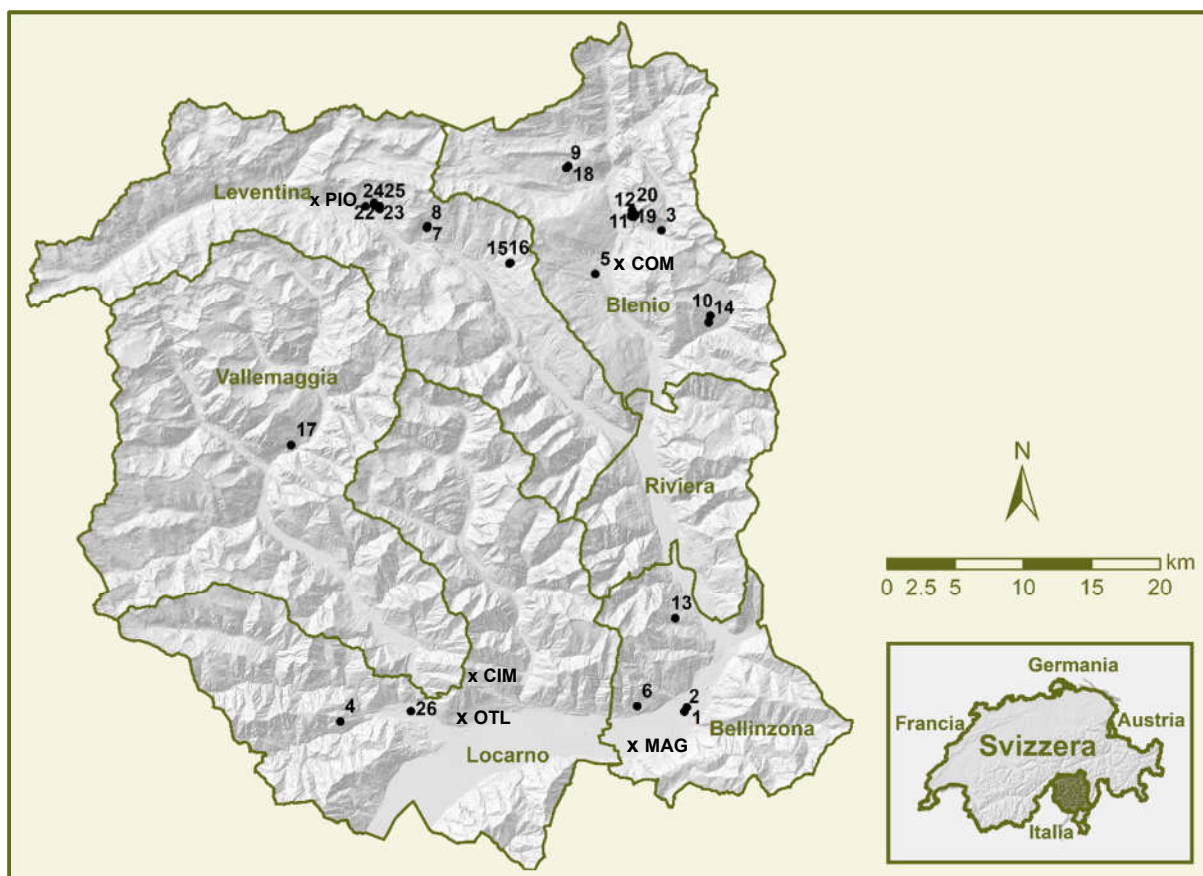 9
18
Leventina
x PIO
2425
22 23
8
7
12 20
11 19 3
1516
5 x COM
Blenio
10 14
Vallemaggia
17
Riviera
N
km
0 2.5 5 10 15 20
13
x CIM
4
26
x OTL
6
2
1
Bellinzona
x MAG
Locarno
Germania
Francia
Austria
Svizzera
Italia